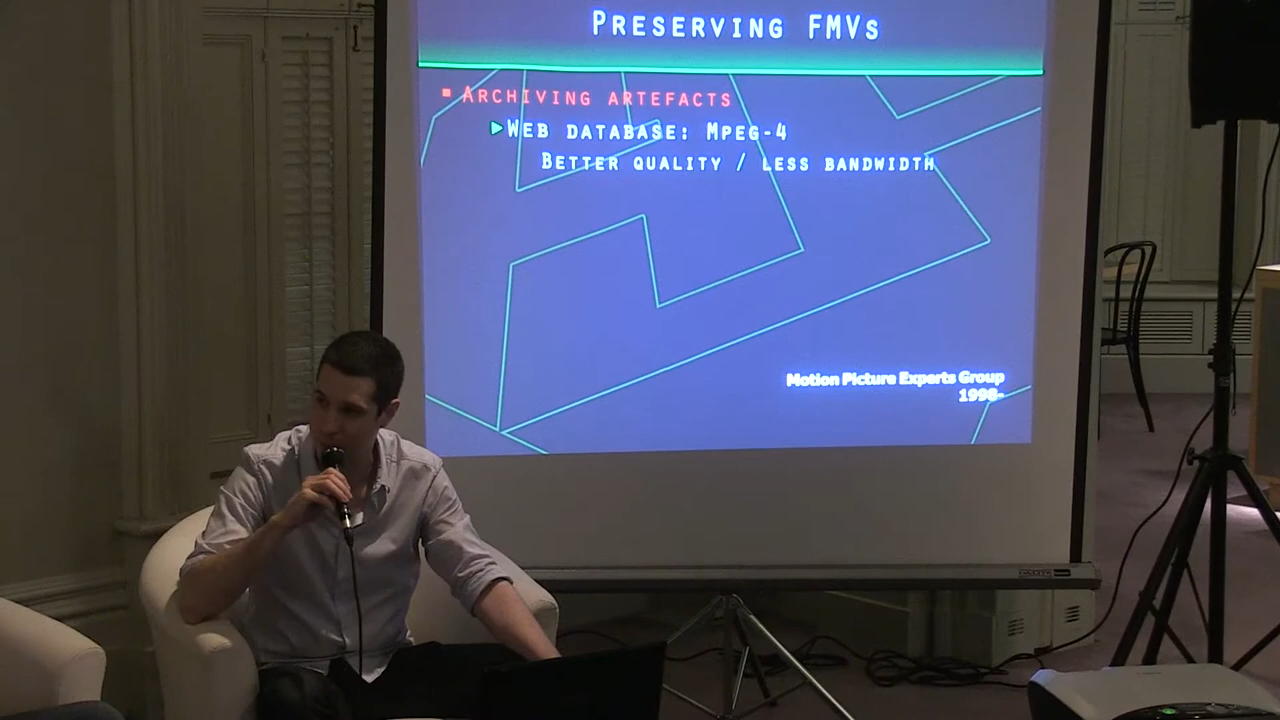 PRESERVING FMVS
ARCHIVING ARTEFACTS
WEB DATABASE: MPEG-4
BETTER QUALITY / LESS BANDWIDTH
Motion Picture Experts Group
1998-